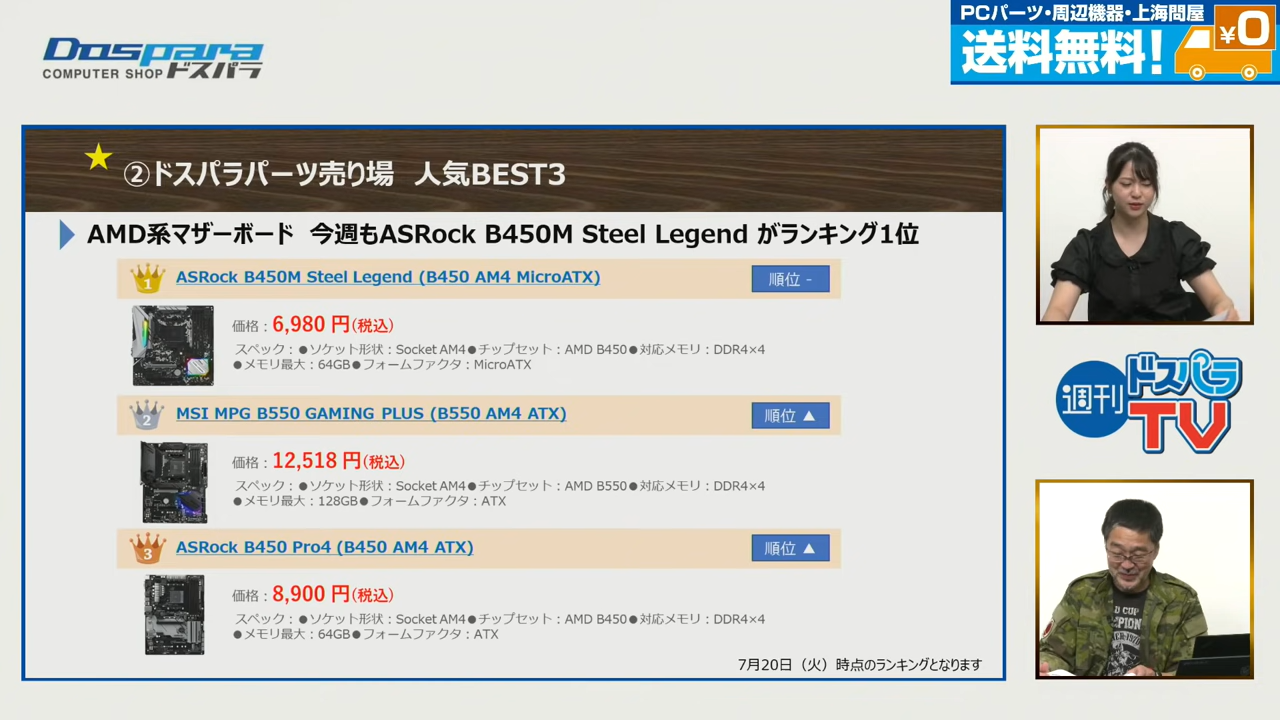 Dospara
COMPUTER SHOP ドスパラ
PCパーツ・周辺機器・上海問屋
送料無料!
¥0
②ドスパラパーツ売り場 人気BEST3
AMD系マザーボード 今週もASRock B450M Steel Legend がランキング1位
1
ASRock B450M Steel Legend (B450 AM4 MicroATX)
順位 -
価格：6,980 円(税込)
スペック：●ソケット形状：Socket AM4●チップセット：AMD B450●対応メモリ：DDR4×4
●メモリ最大：64GB●フォームファクタ：MicroATX
2
MSI MPG B550 GAMING PLUS (B550 AM4 ATX)
順位 ▲
価格：12,518 円(税込)
スペック：●ソケット形状：Socket AM4●チップセット：AMD B550●対応メモリ：DDR4×4
●メモリ最大：128GB●フォームファクタ：ATX
3
ASRock B450 Pro4 (B450 AM4 ATX)
順位 ▲
価格：8,900 円(税込)
スペック：●ソケット形状：Socket AM4●チップセット：AMD B450●対応メモリ：DDR4×4
●メモリ最大：64GB●フォームファクタ：ATX
7月20日（火）時点のランキングとなります
週刊
ドスパラ
TV
CUP